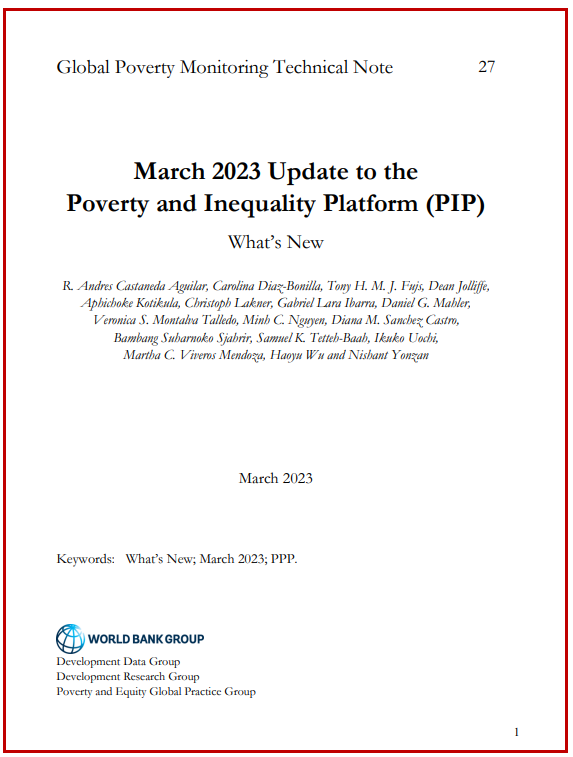 Global Poverty Monitoring Technical Note 27
March 2023 Update to the
Poverty and Inequality Platform (PIP)
What's New
R. Andres Castaneda Aguilar, Carolina Diaz-Bonilla, Tony H. M. J. Fujs, Dean Jolliffe,
Aphichoke Kotikula, Christoph Lakner, Gabriel Lara Ibarra, Daniel G. Mahler,
Veronica S. Montalva Talledo, Minh C. Nguyen, Diana M. Sanchez Castro,
Bambang Suharnoko Sjahrir, Samuel K. Tetteh-Baah, Ikuko Uochi,
Martha C. Viveros Mendoza, Haoyu Wu and Nishant Yonzan
March 2023
Keywords: What's New; March 2023; PPP.
WORLD BANK GROUP
Development Data Group
Development Research Group
Poverty and Equity Global Practice Group
1